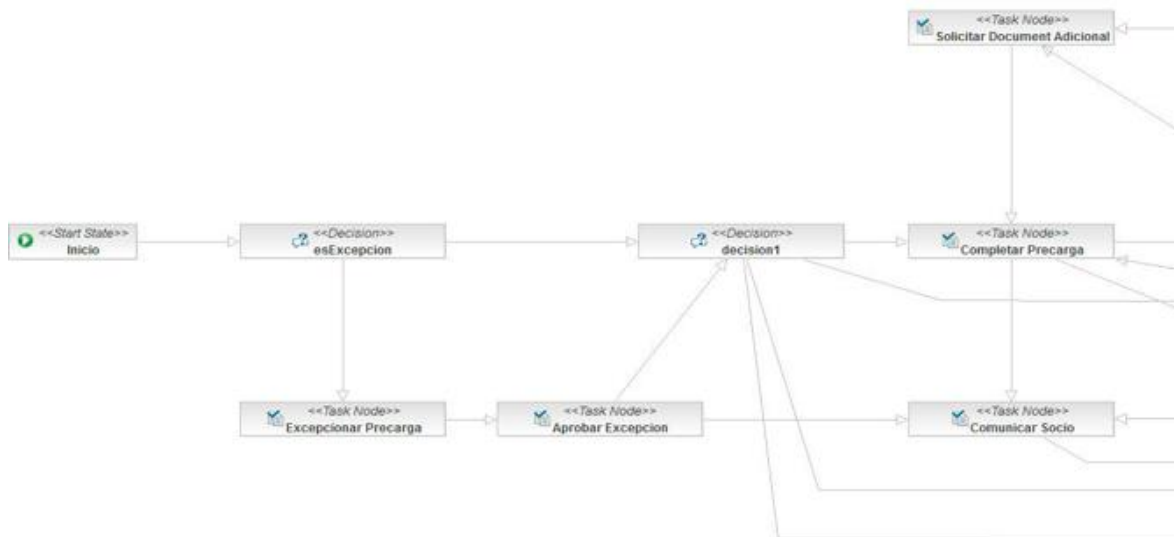 <<Task Node>>
Solicitar Document Adicional
<<Start State>>
Inicio
<<Decision>>
esExcepcion
<<Decision>>
decision1
<<Task Node>>
Completar Precarga
<<Task Node>>
Excepcionar Precarga
<<Task Node>>
Aprobar Excepcion
<<Task Node>>
Comunicar Socio